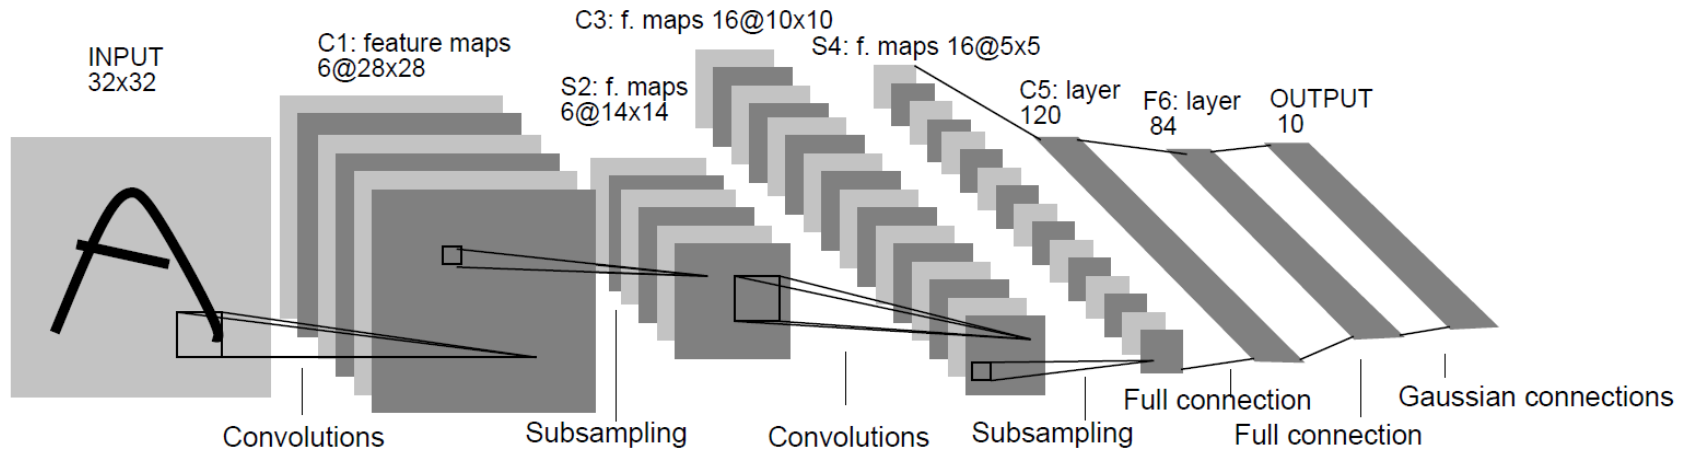 INPUT
32x32
C1: feature maps
6@28x28
S2: f. maps
6@14x14
C3: f. maps 16@10x10
S4: f. maps 16@5x5
C5: layer
120
F6: layer
84
OUTPUT
10
Convolutions
Subsampling
Convolutions
Subsampling
Full connection
Full connection
Gaussian connections